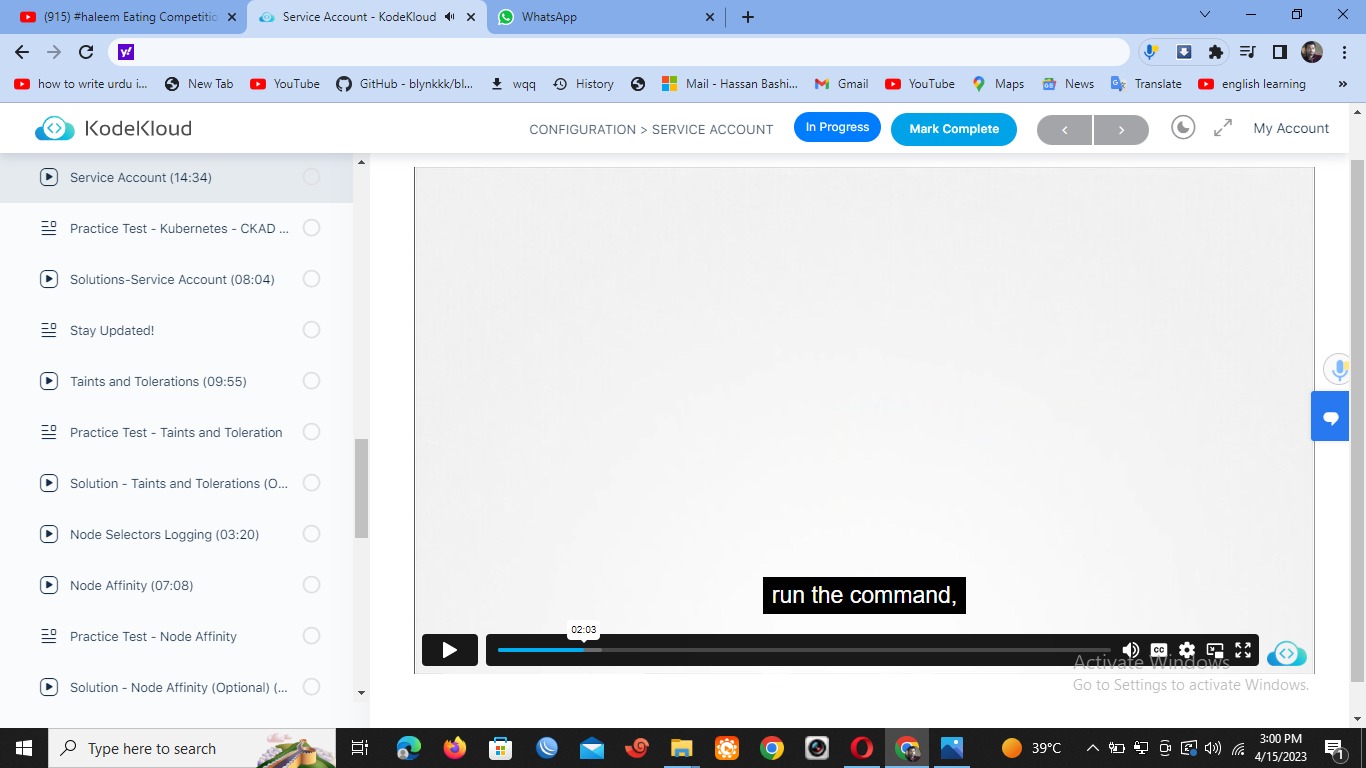 (915) #haleem Eating Competitic
Service Account - KodeKloud
WhatsApp
how to write urdu i...
New Tab
YouTube
GitHub - blynkkk/bl...
wqq
History
Mail - Hassan Bashi...
Gmail
YouTube
Maps
News
Translate
english learning
»
KodeKloud
CONFIGURATION > SERVICE ACCOUNT
In Progress
Mark Complete
My Account
Service Account (14:34)
Practice Test - Kubernetes - CKAD ...
Solutions-Service Account (08:04)
Stay Updated!
Taints and Tolerations (09:55)
Practice Test - Taints and Toleration
Solution - Taints and Tolerations (O...
Node Selectors Logging (03:20)
Node Affinity (07:08)
Practice Test - Node Affinity
Solution - Node Affinity (Optional) (...
run the command,
02:03
CC
Activate Windows
Go to Settings to activate Windows.
Type here to search
39°C
3:00 PM
4/15/2023
1